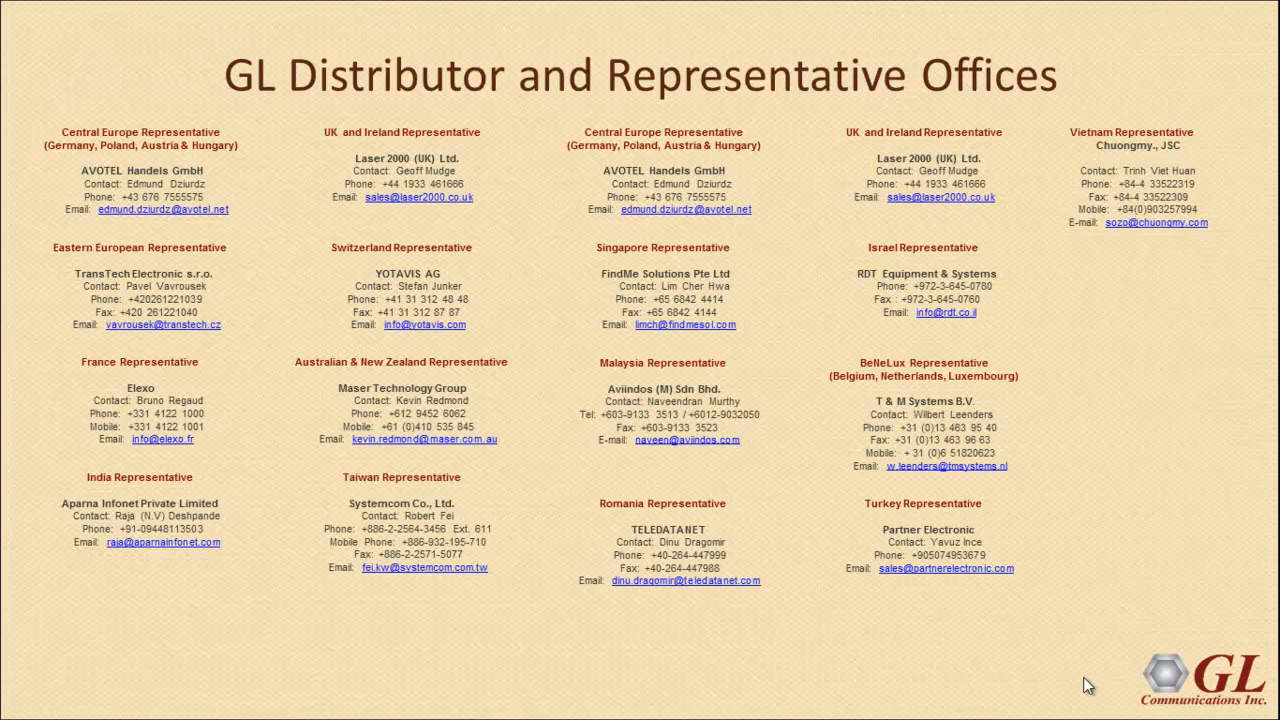 GL Distributor and Representative Offices
Central Europe Representative
(Germany, Poland, Austria & Hungary)
AVOTEL Handels GmbH
Contact: Edmund Dziurdz
Phone: +43 676 7555575
Email: edmund.dziurdz@avotel.net
Eastern European Representative
TransTech Electronic s.r.o.
Contact: Pavel Vavrousek
Phone: +420261221039
Fax: +420 261221040
Email: vavrousek@transtech.cz
France Representative
Elexo
Contact: Bruno Regaud
Phone: +331 4122 1000
Mobile: +331 4122 1001
Email: info@elexo.fr
India Representative
Aparna Infonet Private Limited
Contact: Raja (N.V) Deshpande
Phone: +91-09448113503
Email: raja@aparnainfonet.com
UK and Ireland Representative
Laser 2000 (UK) Ltd.
Contact: Geoff Mudge
Phone: +44 1933 461666
Email: sales@laser2000.co.uk
Switzerland Representative
YOTAVIS AG
Contact: Stefan Junker
Phone: +41 31 312 48 48
Fax: +41 31 312 87 87
Email: info@yotavis.com
Australian & New Zealand Representative
Maser Technology Group
Contact: Kevin Redmond
Phone: +612 9452 6062
Mobile: +61 (0)410 535 845
Email: kevin.redmond@maser.com.au
Taiwan Representative
Systemcom Co., Ltd.
Contact: Robert Fei
Phone: +886-2-2564-3456 Ext. 611
Mobile Phone: +886-932-195-710
Fax: +886-2-2571-5077
Email: fei.kw@systemcom.com.tw
Central Europe Representative
(Germany, Poland, Austria & Hungary)
AVOTEL Handels GmbH
Contact: Edmund Dziurdz
Phone: +43 676 7555575
Email: edmund.dziurdz@avotel.net
Singapore Representative
FindMe Solutions Pte Ltd
Contact: Lim Cher Hwa
Phone: +65 6842 4414
Fax: +65 6842 4144
Email: limch@findmesol.com
Malaysia Representative
Aviindos (M) Sdn Bhd.
Contact: Naveendran Murthy
Tel: +603-9133 3513 / +6012-9032050
Fax: +603-9133 3523
E-mail: naveen@aviindos.com
Romania Representative
TELEDATANET
Contact: Dinu Dragomir
Phone: +40-264-447999
Fax: +40-264-447988
Email: dinu.dragomir@teledatanet.com
UK and Ireland Representative
Laser 2000 (UK) Ltd.
Contact: Geoff Mudge
Phone: +44 1933 461666
Email: sales@laser2000.co.uk
Israel Representative
RDT Equipment & Systems
Phone: +972-3-645-0780
Fax : +972-3-645-0760
Email: info@rdt.co.il
BeNeLux Representative
(Belgium, Netherlands, Luxembourg)
T & M Systems B.V.
Contact: Wilbert Leenders
Phone: +31 (0)13 463 95 40
Fax: +31 (0)13 463 96 63
Mobile: + 31 (0)6 51820623
Email: w.leenders@tmsystems.nl
Turkey Representative
Partner Electronic
Contact: Yavuz Ince
Phone: +905074953679
Email: sales@partnerelectronic.com
Vietnam Representative
Chuongmy., JSC
Contact: Trinh Viet Huan
Phone: +84-4 33522319
Fax: +84-4 33522309
Mobile: +84(0)903257994
E-mail: sozo@chuongmy.com
GL
Communications Inc.